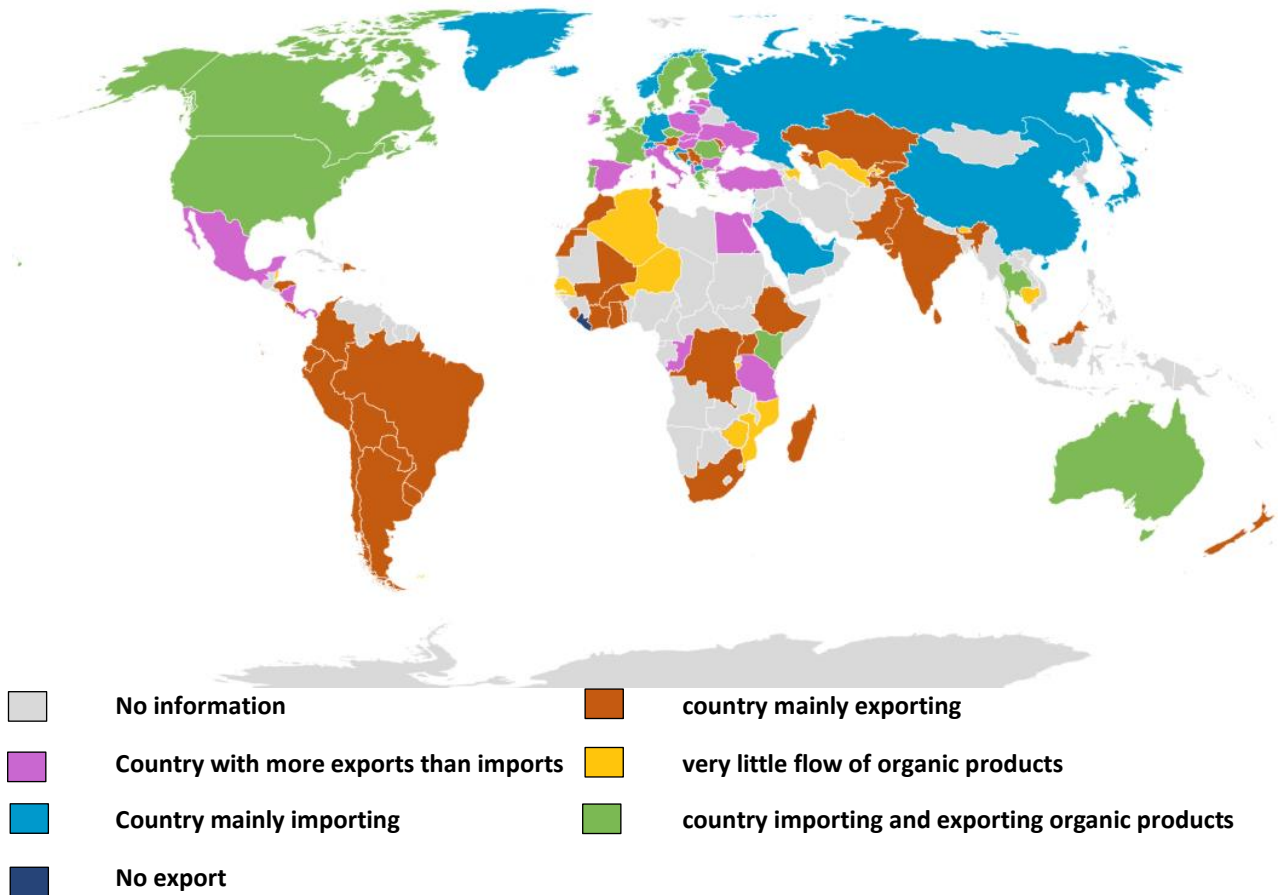 No information
country mainly exporting
Country with more exports than imports
very little flow of organic products
Country mainly importing
country importing and exporting organic products
No export